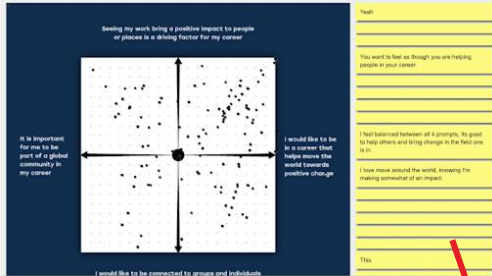 Seeing my work bring a positive impact to people
or places is a driving factor for my career
It is important
for me to be
part of a global
community in
my career
I would like to be
in a career that
helps move the
world towards
positive change
I would like to be connected to groups and individuals
Yeah
You want to feel as though you are helping
people in your career.
I feel balanced between all 4 prompts, its good
to help others and bring change in the field one
is in.
I love move around the world, knowing I'm
making somewhat of an impact.
This